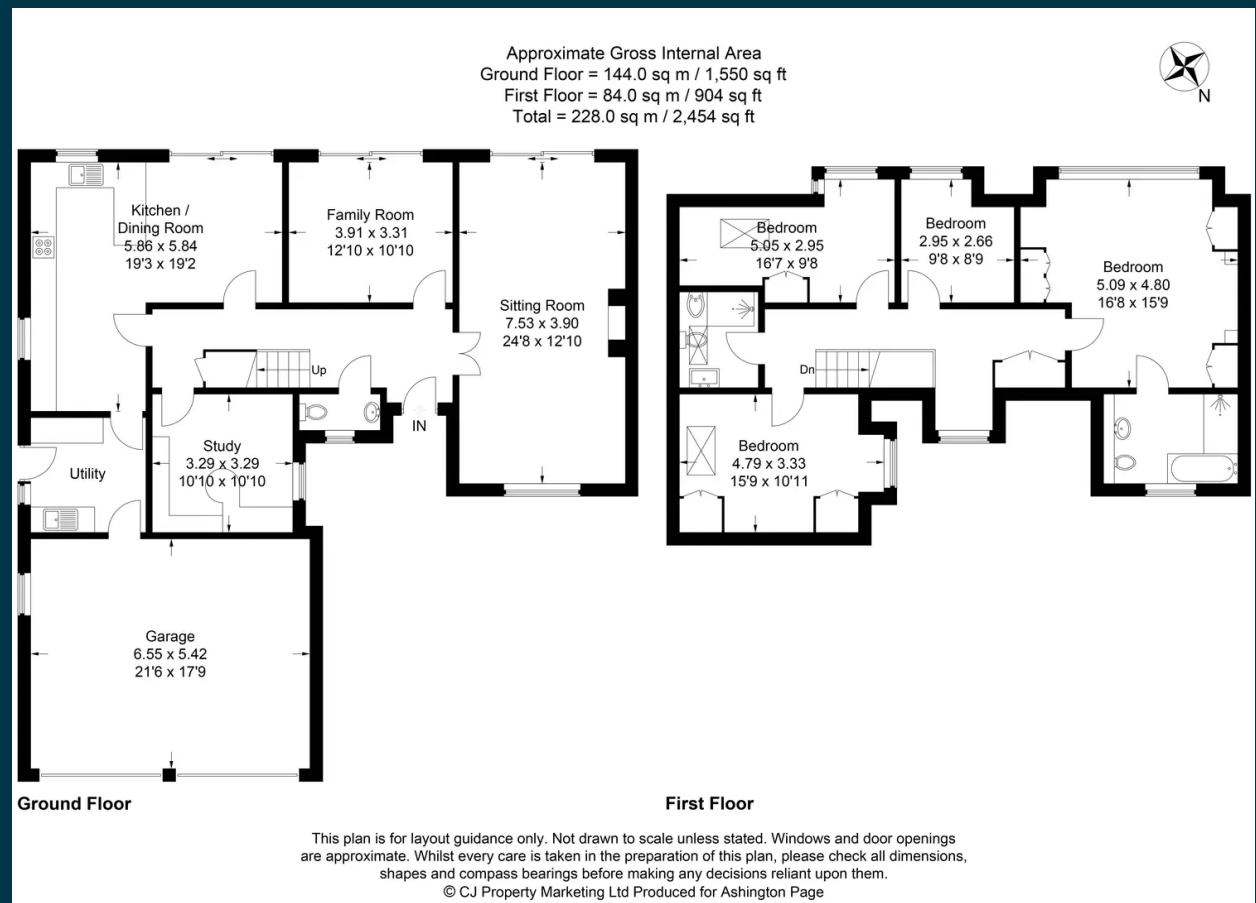 Approximate Gross Internal Area
Ground Floor = 144.0 sq m / 1,550 sq ft
First Floor = 84.0 sq m / 904 sq ft
Total = 228.0 sq m / 2,454 sq ft
N
Kitchen /
Dining Room
5.86 x 5.84
19'3 x 19'2
Family Room
3.91 x 3.31
12'10 x 10'10
Sitting Room
7.53 x 3.90
24'8 x 12'10
Up
IN
Study
3.29 x 3.29
10'10 x 10'10
Utility
Garage
6.55 x 5.42
21'6 x 17'9
Ground Floor
Bedroom
5.05 x 2.95
16'7 x 9'8
Bedroom
2.95 x 2.66
9'8 x 8'9
Bedroom
5.09 x 4.80
16'8 x 15'9
Dn
Bedroom
4.79 x 3.33
15'9 x 10'11
First Floor
This plan is for layout guidance only. Not drawn to scale unless stated. Windows and door openings
are approximate. Whilst every care is taken in the preparation of this plan, please check all dimensions,
shapes and compass bearings before making any decisions reliant upon them.
© CJ Property Marketing Ltd Produced for Ashington Page